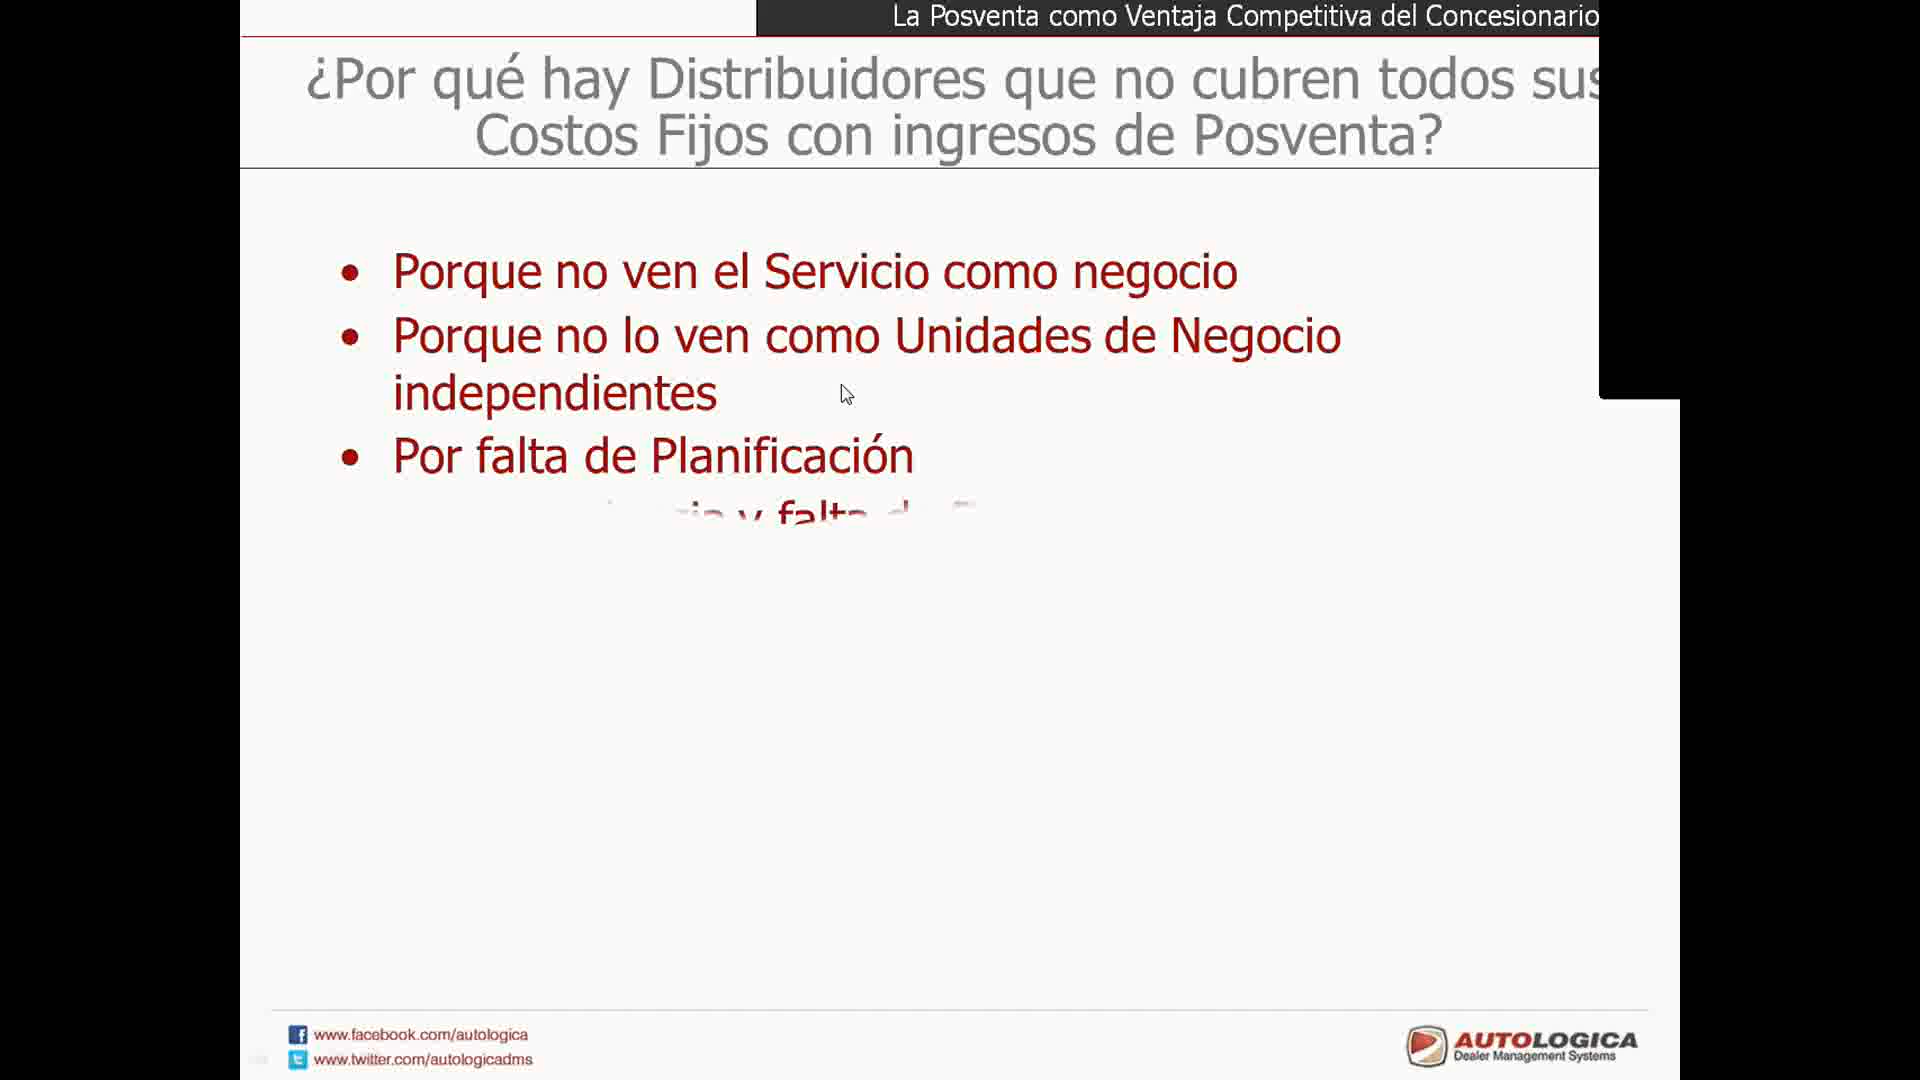 La Posventa como Ventaja Competitiva del Concesionario
¿Por qué hay Distribuidores que no cubren todos sus
Costos Fijos con ingresos de Posventa?
• Porque no ven el Servicio como negocio
• Porque no lo ven como Unidades de Negocio
independientes
• Por falta de Planificación
y falta
www.facebook.com/autologica
www.twitter.com/autologicadms
AUTOLOGICA
Dealer Management Systems